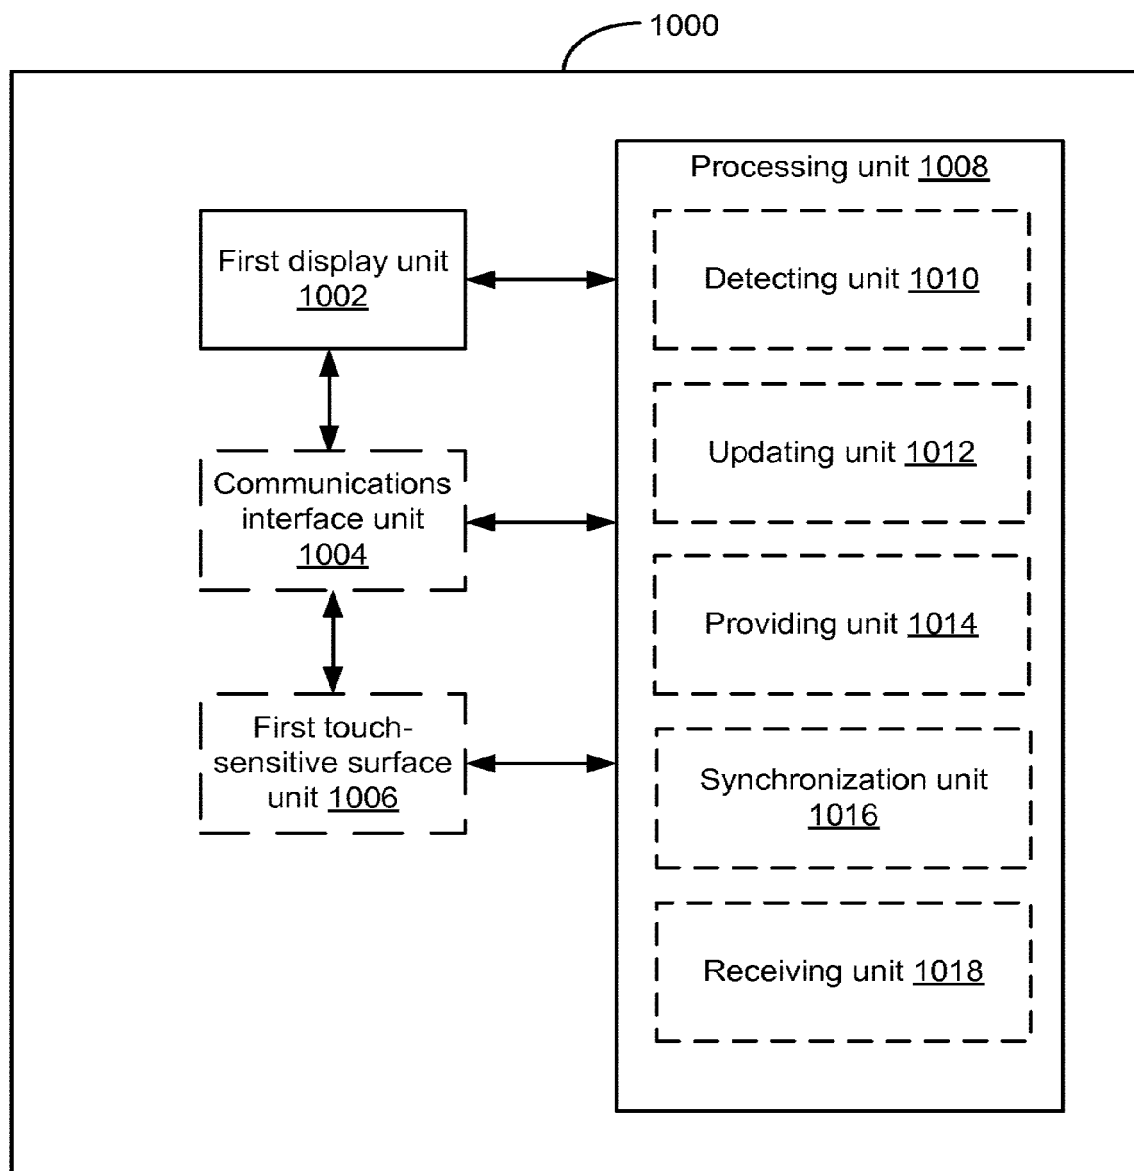 1000
Processing unit 1008
First display unit
1002
Detecting unit 1010
Updating unit 1012
Communications
interface unit
1004
Providing unit 1014
First touch-
sensitive surface
unit 1006
Synchronization unit
1016
Receiving unit 1018